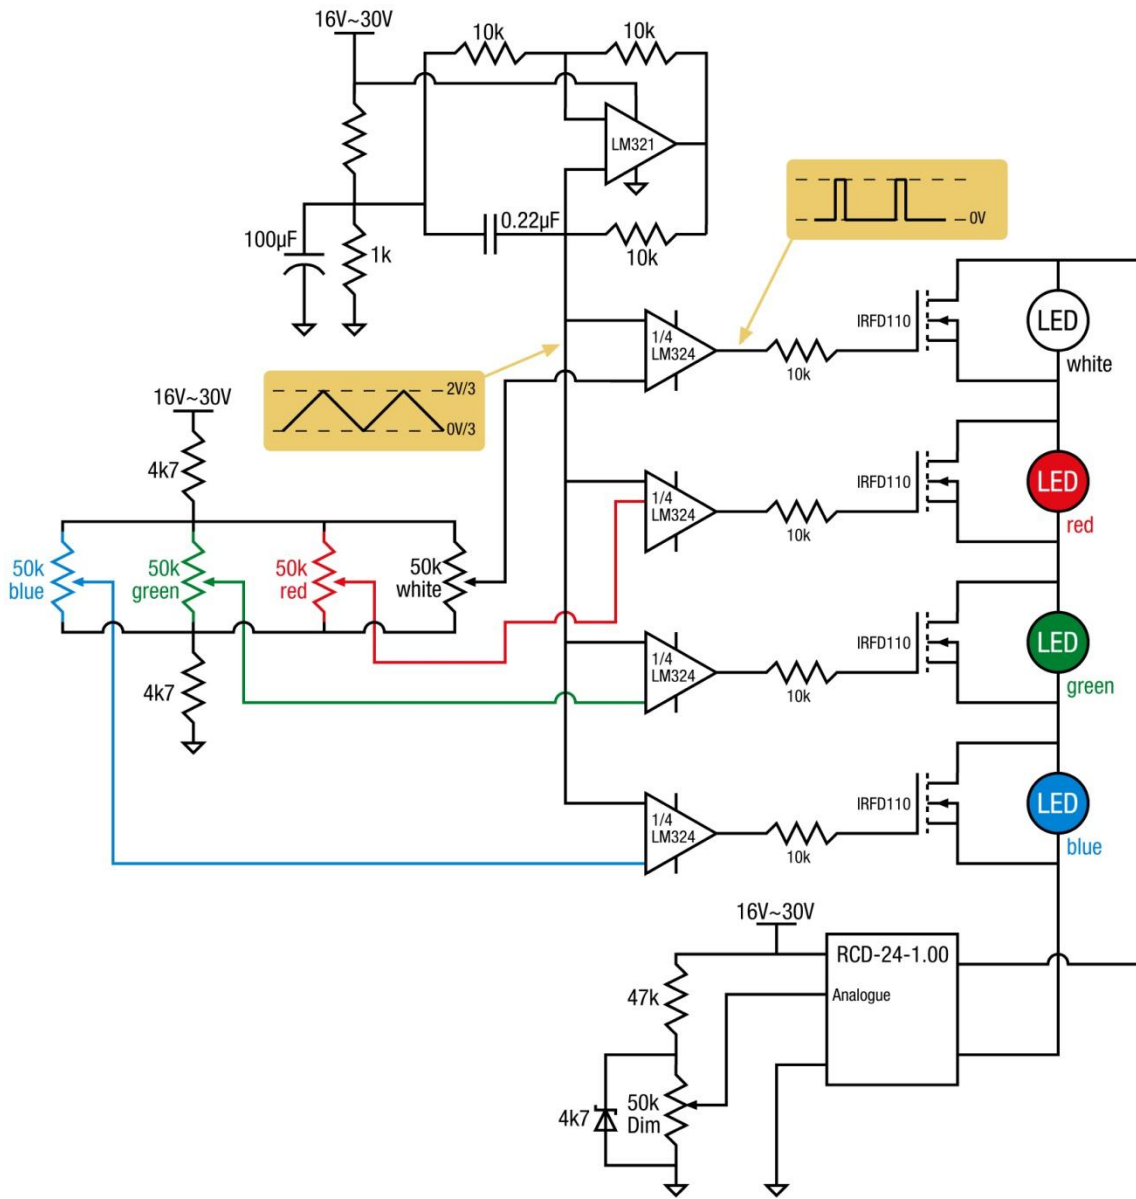 16V~30V
10k
10k
LM321
0.22µF
100µF
1k
10k
0V
1/4
LM324
IRFD110
10k
LED
white
2V/3
0V/3
16V~30V
4k7
1/4
LM324
IRFD110
10k
LED
red
50k
blue
50k
green
50k
red
50k
white
1/4
LM324
IRFD110
10k
LED
green
4k7
1/4
LM324
IRFD110
10k
LED
blue
16V~30V
RCD-24-1.00
47k
Analogue
4k7
50k
Dim